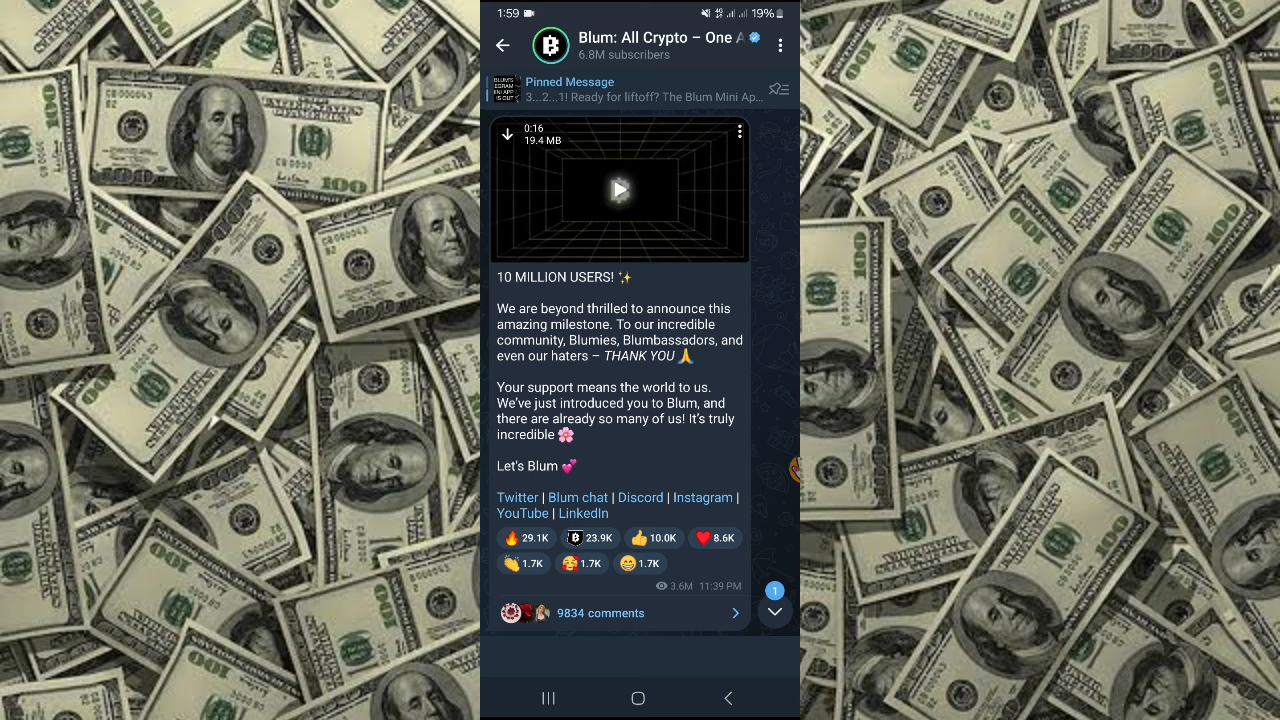 1:59
19%
Blum: All Crypto – One
6.8M subscribers
Pinned Message
3...2...1! Ready for liftoff? The Blum Mini Ap...
0:16
19.4 MB
10 MILLION USERS! ✨
We are beyond thrilled to announce this
amazing milestone. To our incredible
community, Blumies, Blumbassadors, and
even our haters – THANK YOU 🙏
Your support means the world to us.
We've just introduced you to Blum, and
there are already so many of us! It's truly
incredible 🌸
Let's Blum 💕
Twitter | Blum chat | Discord | Instagram |
YouTube | LinkedIn
🔥 29.1K 23.9K 👍 10.0K ❤️ 8.6K
👏 1.7K 🥰 1.7K 😁 1.7K
3.6M 11:39 PM
1
9834 comments